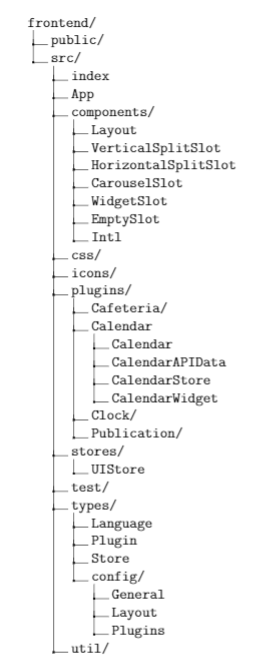 frontend/
public/
src/
index
App
components/
Layout
VerticalSplitSlot
HorizontalSplitSlot
CarouselSlot
WidgetSlot
EmptySlot
Intl
css/
icons/
plugins/
Cafeteria/
Calendar
Calendar
CalendarAPIData
CalendarStore
CalendarWidget
Clock/
Publication/
stores/
UIStore
test/
types/
Language
Plugin
Store
config/
General
Layout
Plugins
util/